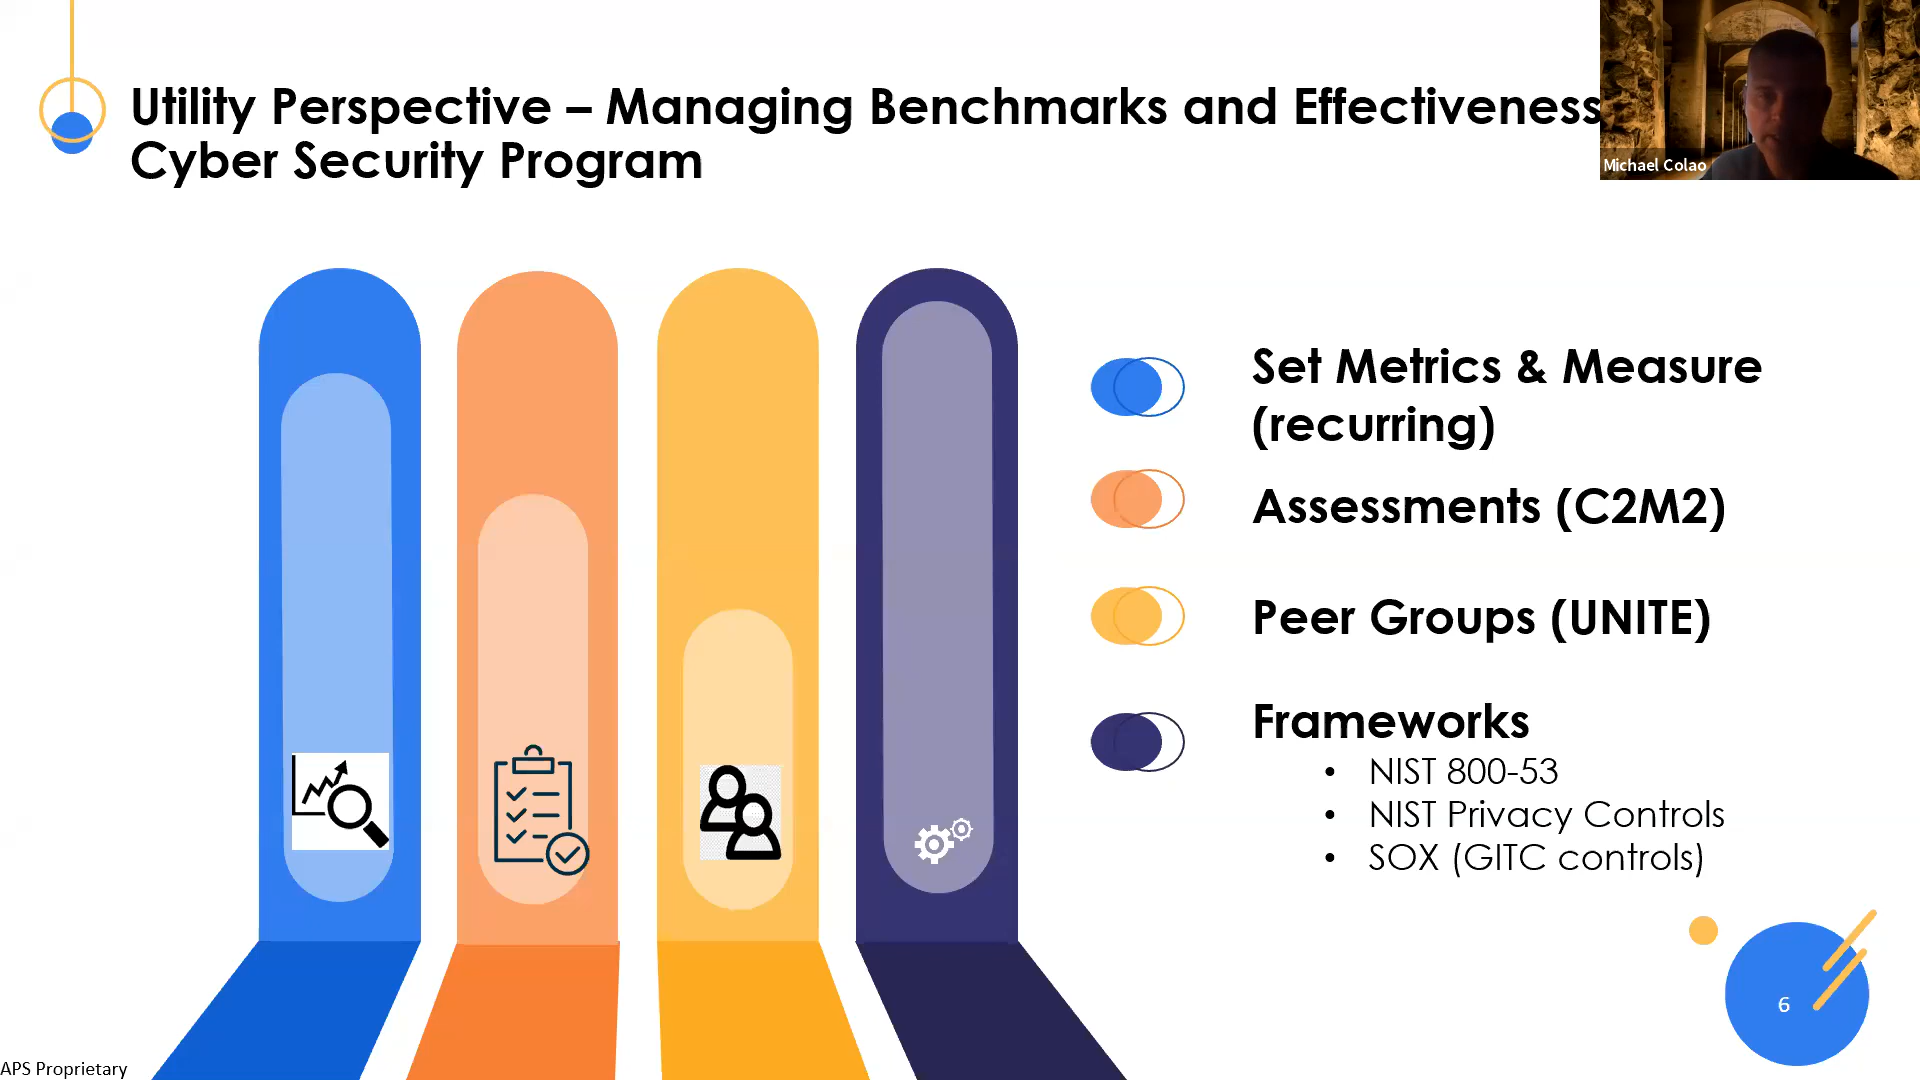 Utility Perspective – Managing Benchmarks and Effectiveness
Cyber Security Program
Michael Colao
Set Metrics & Measure
(recurring)
Assessments (C2M2)
Peer Groups (UNITE)
Frameworks
• NIST 800-53
• NIST Privacy Controls
• SOX (GITC controls)
6
APS Proprietary